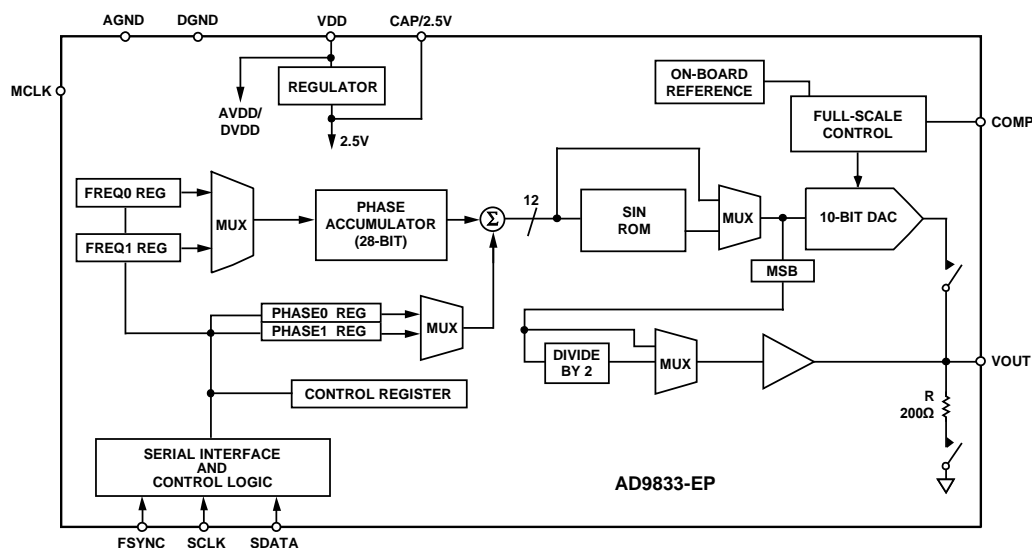 AGND
DGND
VDD
CAP/2.5V
MCLK
REGULATOR
AVDD/
DVDD
2.5V
ON-BOARD
REFERENCE
FULL-SCALE
CONTROL
COMP
FREQ0 REG
MUX
PHASE
ACCUMULATOR
(28-BIT)
Σ
12
SIN
ROM
MUX
10-BIT DAC
FREQ1 REG
MSB
PHASE0 REG
PHASE1 REG
MUX
DIVIDE
BY 2
MUX
VOUT
CONTROL REGISTER
R
200Ω
SERIAL INTERFACE
AND
CONTROL LOGIC
AD9833-EP
FSYNC
SCLK
SDATA